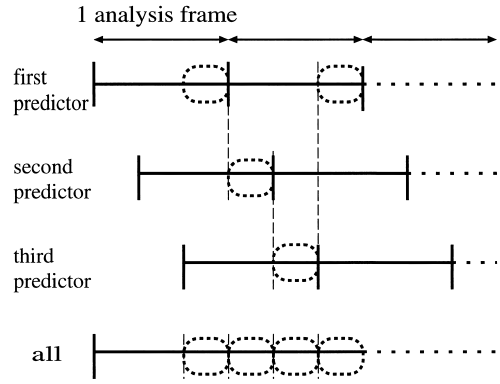 1 analysis frame
first
predictor
second
predictor
third
predictor
all